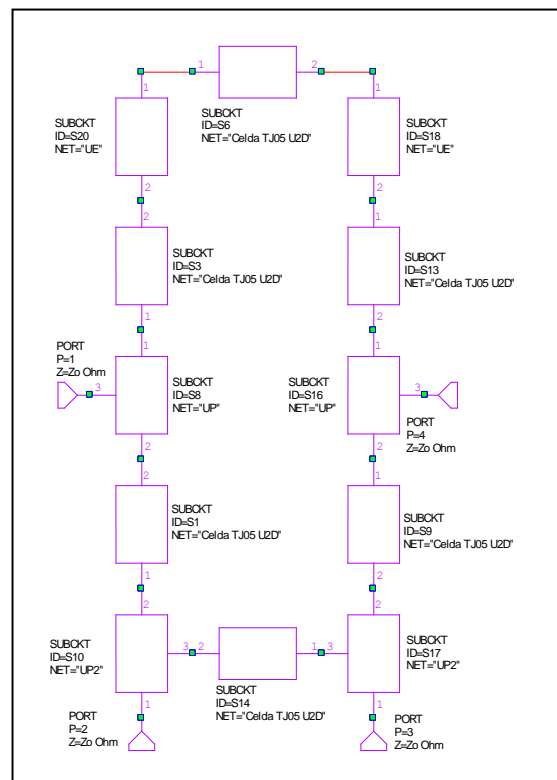 1
2
1
SUBCKT
ID=S6
NET="Celda TJ05 U2D"
1
SUBCKT
ID=S20
NET="UE"
SUBCKT
ID=S18
NET="UE"
2
2
2
1
SUBCKT
ID=S3
NET="Celda TJ05 U2D"
SUBCKT
ID=S13
NET="Celda TJ05 U2D"
1
2
PORT
P=1
Z=Zo Ohm
1
1
3
SUBCKT
ID=S8
NET="UP"
SUBCKT
ID=S16
NET="UP"
3
PORT
P=4
Z=Zo Ohm
2
2
2
1
SUBCKT
ID=S1
NET="Celda TJ05 U2D"
SUBCKT
ID=S9
NET="Celda TJ05 U2D"
1
2
2
2
SUBCKT
ID=S10
NET="UP2"
3
2
1
3
SUBCKT
ID=S17
NET="UP2"
SUBCKT
ID=S14
NET="Celda TJ05 U2D"
1
1
PORT
P=2
Z=Zo Ohm
PORT
P=3
Z=Zo Ohm